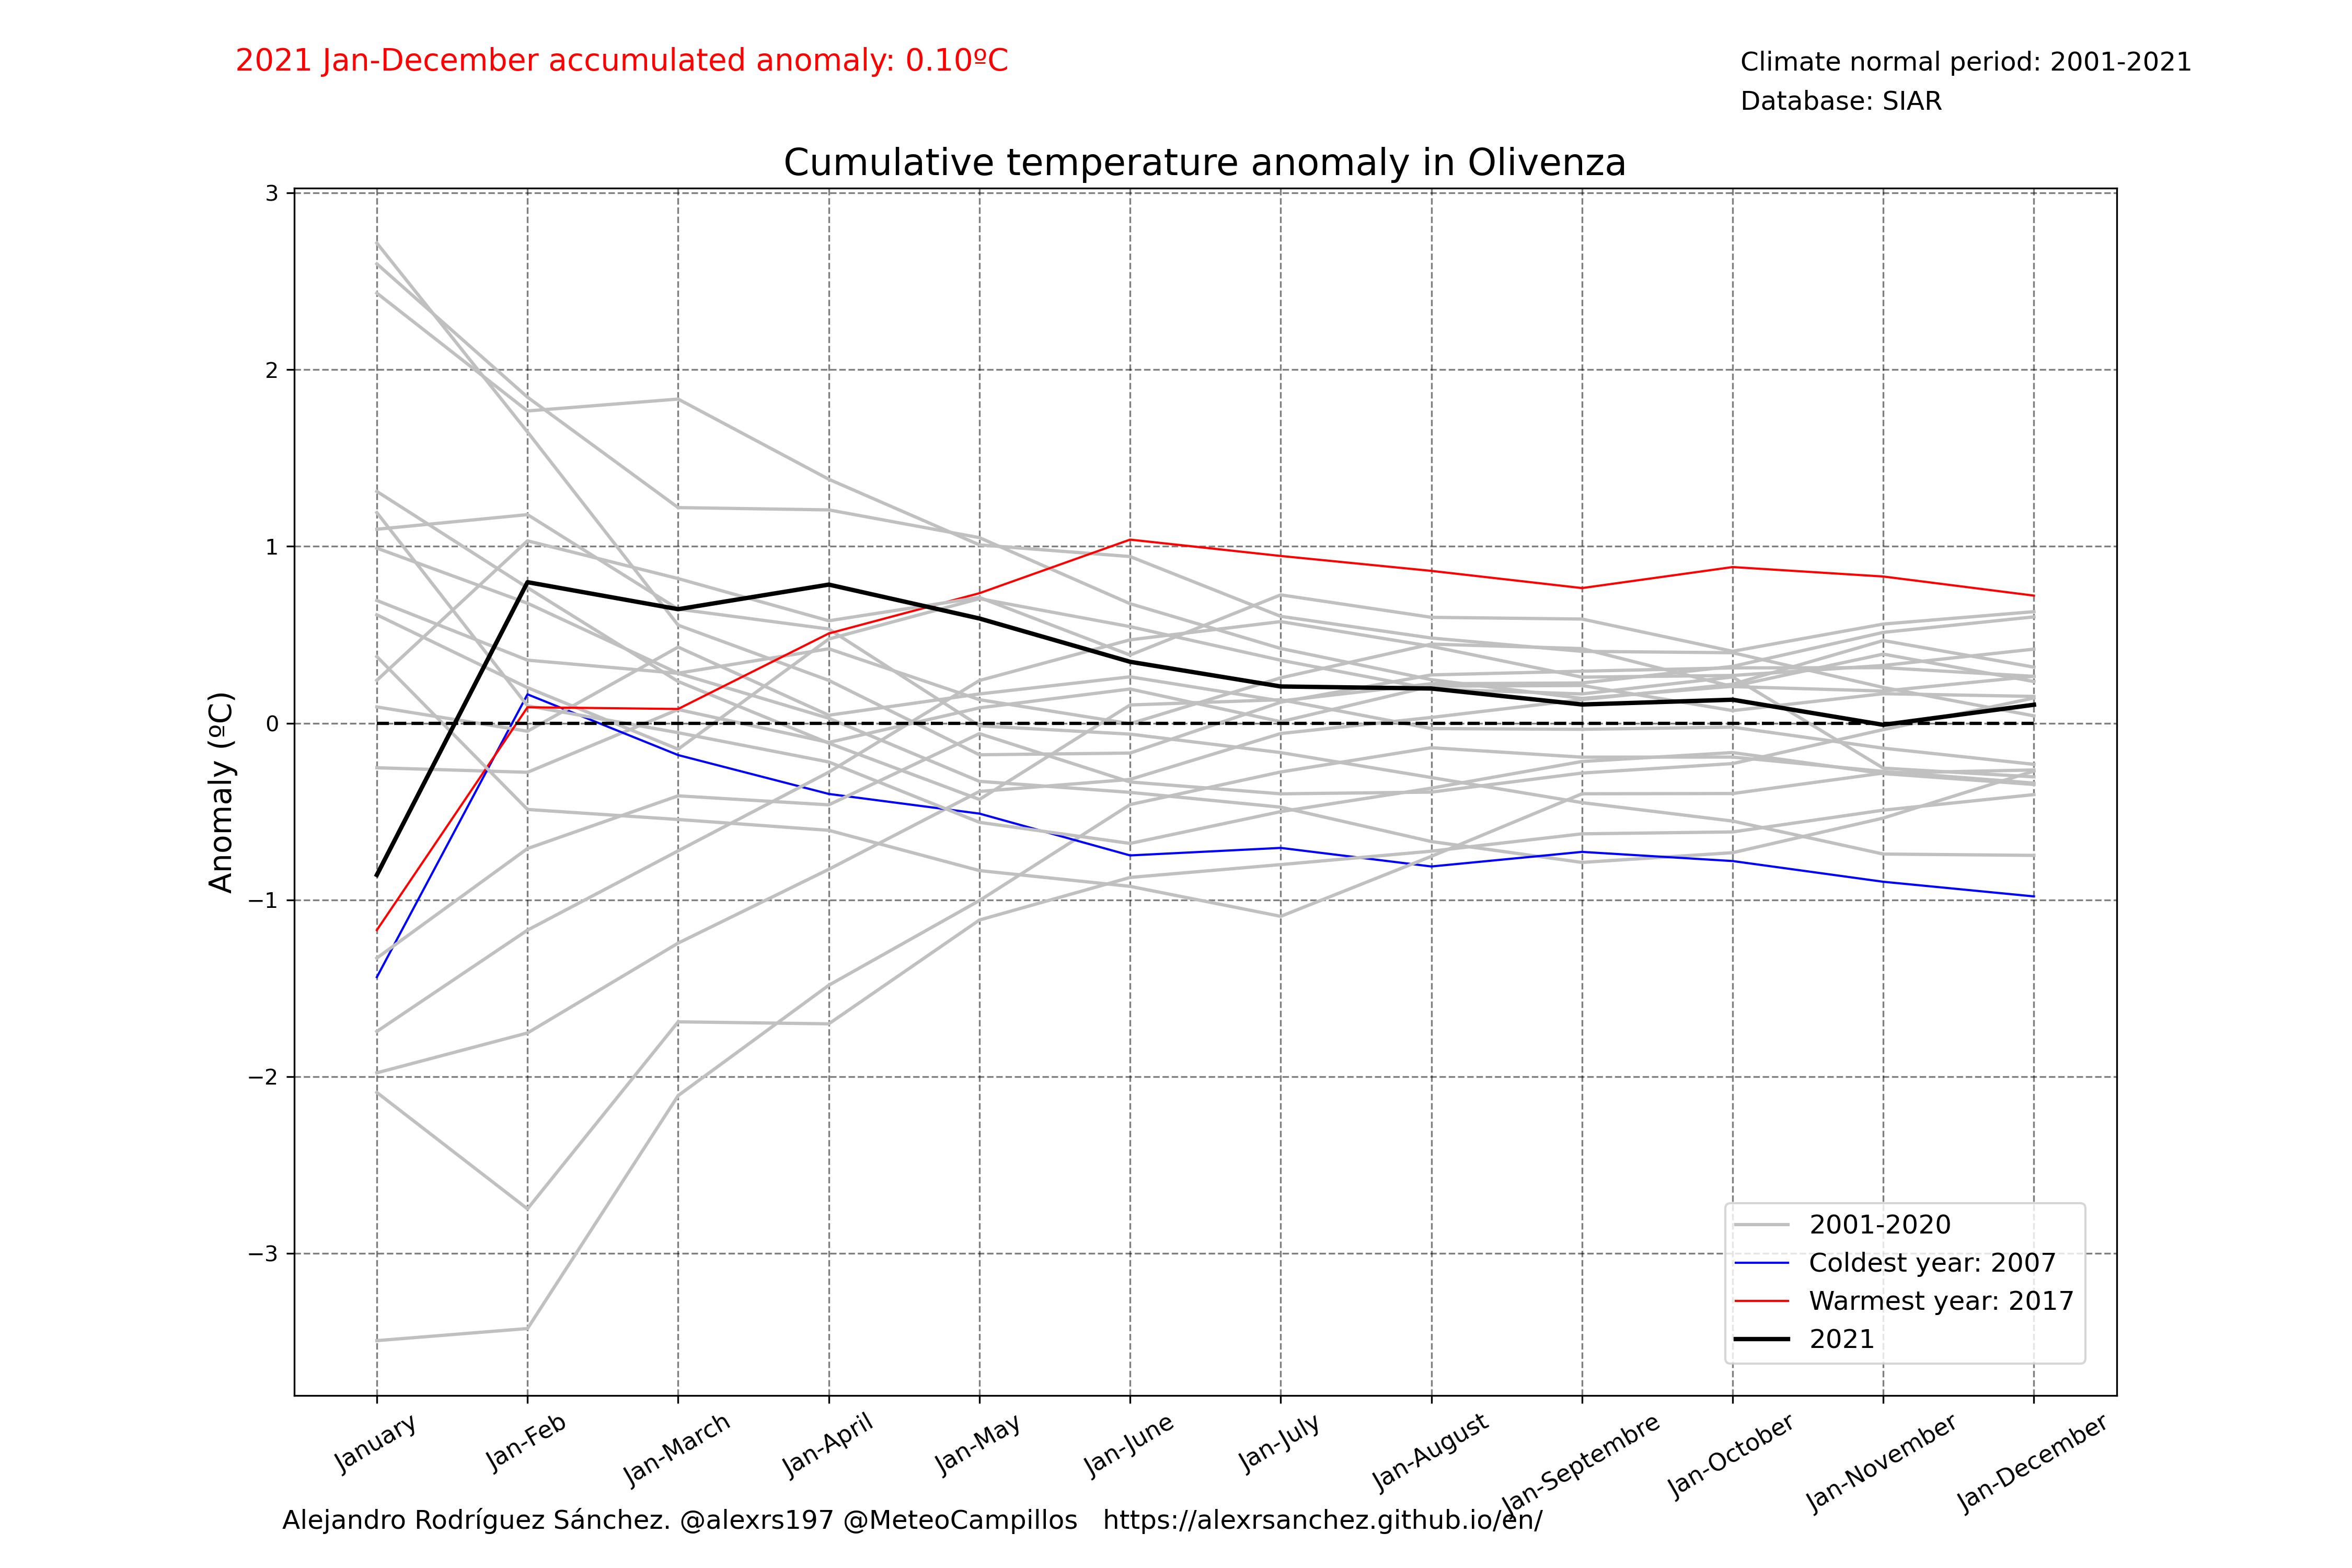 2021 Jan-December accumulated anomaly: 0.10ºC
Climate normal period: 2001-2021
Database: SIAR
Cumulative temperature anomaly in Olivenza
Anomaly (ºC)
3
2
1
0
−1
−2
−3
2001-2020
Coldest year: 2007
Warmest year: 2017
2021
January
Jan-Feb
Jan-March
Jan-April
Jan-May
Jan-June
Jan-July
Jan-August
Jan-Septembre
Jan-October
Jan-November
Jan-December
Alejandro Rodríguez Sánchez. @alexrs197 @MeteoCampillos https://alexrsanchez.github.io/en/